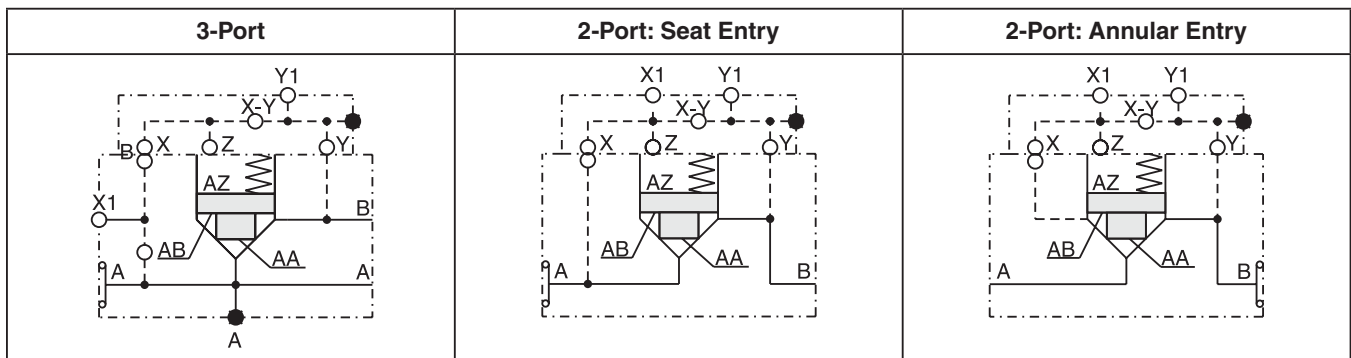 3-Port
2-Port: Seat Entry
2-Port: Annular Entry
Y1
X-Y
B
X
Z
Y
X1
AZ
B
AB
AA
A
A
A
X1
Y1
X-Y
X
Z
Y
AZ
AB
AA
A
B
X1
Y1
X-Y
X
Z
Y
AZ
AB
AA
A
B